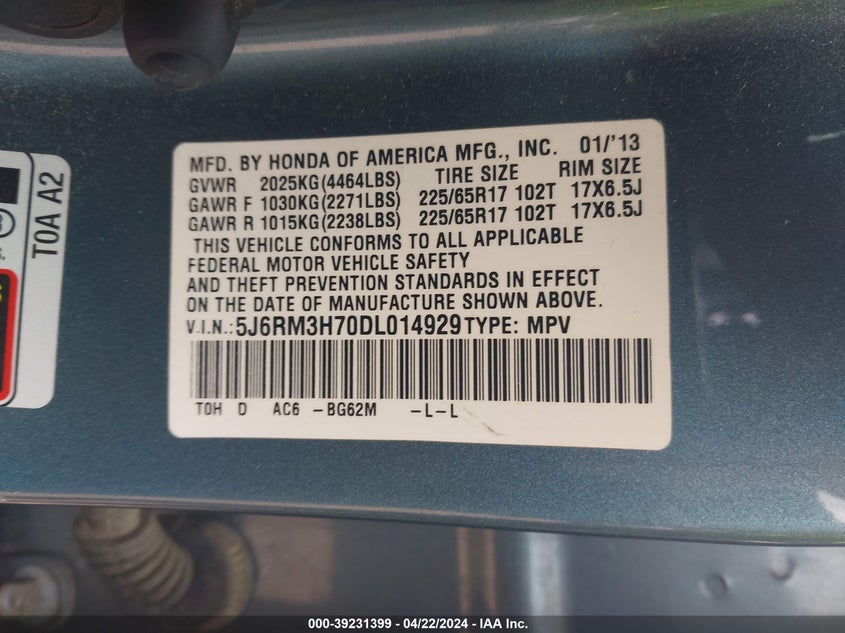 MFD. BY HONDA OF AMERICA MFG., INC. 01/'13
GVWR 2025KG(4464LBS) TIRE SIZE RIM SIZE
GAWR F 1030KG(2271LBS) 225/65R17 102T 17X6.5J
GAWR R 1015KG(2238LBS) 225/65R17 102T 17X6.5J
THIS VEHICLE CONFORMS TO ALL APPLICABLE
FEDERAL MOTOR VEHICLE SAFETY
AND THEFT PREVENTION STANDARDS IN EFFECT
ON THE DATE OF MANUFACTURE SHOWN ABOVE.
V.I.N.:5J6RM3H70DL014929 TYPE: MPV
T0H D AC6 -BG62M -L-L
T0A A2
000-39231399 - 04/22/2024 - IAA Inc.